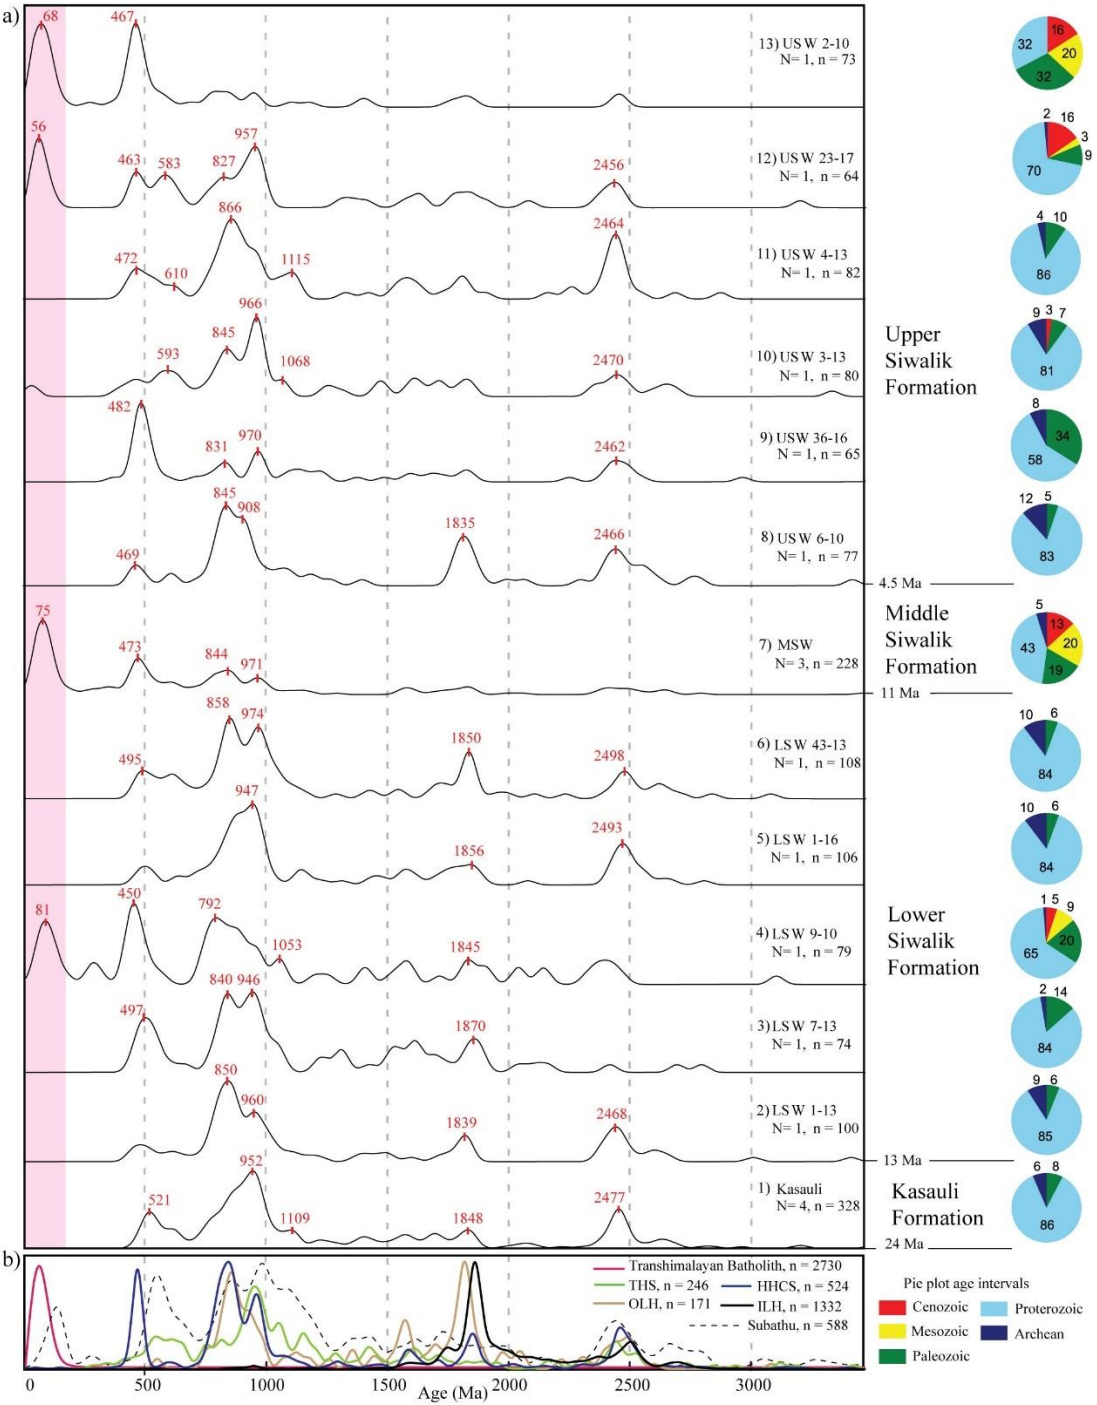 a)
68
467
13) USW 2-10
N= 1, n = 73
32
16
20
32
56
463
583
827
957
2456
12) USW 23-17
N= 1, n = 64
2
16
3
9
70
472
610
866
1115
2464
11) USW 4-13
N= 1, n = 82
4
10
86
593
845
966
1068
2470
10) USW 3-13
N= 1, n = 80
9
3
7
81
Upper
Siwalik
Formation
482
831
970
2462
9) USW 36-16
N = 1, n = 65
8
34
58
469
845
908
1835
2466
8) USW 6-10
N= 1, n = 77
12
5
83
4.5 Ma
75
473
844
971
7) MSW
N= 3, n = 228
Middle
Siwalik
Formation
5
13
43
20
19
11 Ma
495
858
974
1850
2498
6) LSW 43-13
N= 1, n = 108
10
6
84
947
1856
2493
5) LSW 1-16
N= 1, n = 106
10
6
84
81
450
792
1053
1845
4) LSW 9-10
N= 1, n = 79
Lower
Siwalik
Formation
1
5
9
20
65
497
840
946
1870
3) LSW 7-13
N= 1, n = 74
2
14
84
850
960
1839
2468
2) LSW 1-13
N= 1, n = 100
9
6
85
13 Ma
521
952
1109
1848
2477
1) Kasauli
N= 4, n = 328
Kasauli
Formation
6
8
86
24 Ma
b)
Transhimalayan Batholith, n = 2730
THS, n = 246
HHCS, n = 524
OLH, n = 171
ILH, n = 1332
Subathu, n = 588
0
500
1000
1500
2000
2500
3000
Age (Ma)
Pie plot age intervals
Cenozoic
Proterozoic
Mesozoic
Archean
Paleozoic